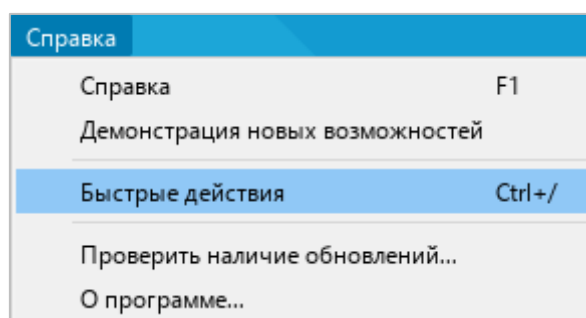 Справка
Справка F1
Демонстрация новых возможностей
Быстрые действия Ctrl+/
Проверить наличие обновлений...
О программе...